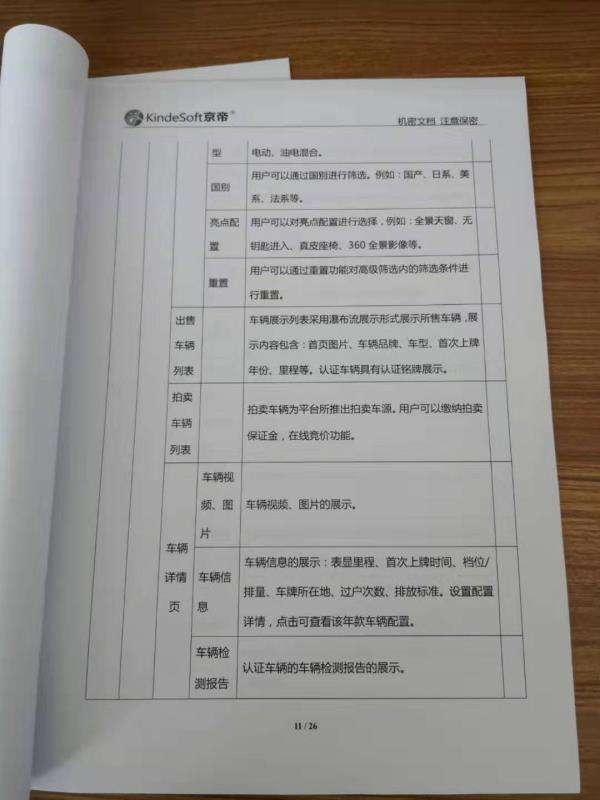 KindeSoft京帝®
机密文档 注意保密
型
电动、油电混合。
国别
用户可以通过国别进行筛选。例如：国产、日系、美
系、法系等。
亮点配
置
用户可以对亮点配置进行选择，例如：全景天窗、无
钥匙进入、真皮座椅、360 全景影像等。
重置
用户可以通过重置功能对高级筛选内的筛选条件进
行重置。
出售
车辆
列表
车辆展示列表采用瀑布流展示形式展示所售车辆，展
示内容包含：首页图片、车辆品牌、车型、首次上牌
年份、里程等。认证车辆具有认证铭牌展示。
拍卖
车辆
列表
拍卖车辆为平台所推出拍卖车源。用户可以缴纳拍卖
保证金，在线竞价功能。
车辆
详情
页
车辆视
频、图
片
车辆视频、图片的展示。
车辆信
息
车辆信息的展示：表显里程、首次上牌时间、档位/
排量、车牌所在地、过户次数、排放标准。设置配置
详情，点击可查看该年款车辆配置。
车辆检
测报告
认证车辆的车辆检测报告的展示。
11 / 26